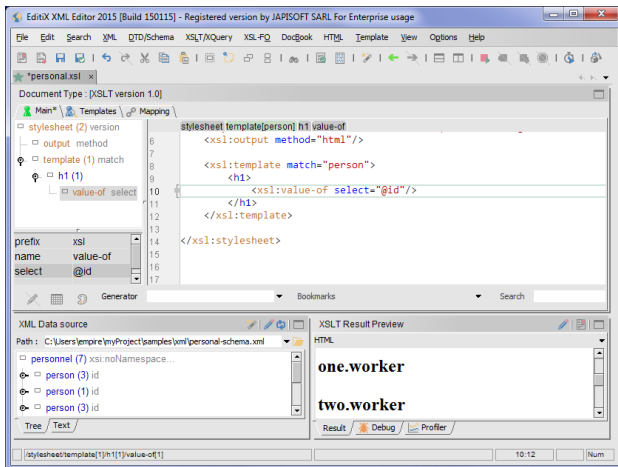 EditiX XML Editor 2015 [Build 150115] - Registered version by JAPISOFT SARL For Enterprise usage
File Edit Search XML DTD/Schema XSLT/XQuery XSL-FO DocBook HTML Template View Options Help
*personal.xsl ×
Document Type : [XSLT version 1.0]
Main* Templates Mapping
stylesheet (2) version
output method
template (1) match
h1 (1)
value-of select
prefix xsl
name value-of
select @id
stylesheet template[person] h1 value-of
6 <xsl:output method="html"/>
7
8 <xsl:template match="person">
9 <h1>
10 <xsl:value-of select="@id"/>
11 </h1>
12 </xsl:template>
13
14 </xsl:stylesheet>
15
16
17
Generator Bookmarks Search
XML Data source
Path : C:\Users\empire\myProject\samples\xml\personal-schema.xml
personnel (7) xsi:noNamespace...
person (3) id
person (1) id
person (3) id
Tree Text
XSLT Result Preview
HTML
one.worker
two.worker
Result Debug Profiler
/stylesheet/template[1]/h1[1]/value-of[1] 10:12 Num